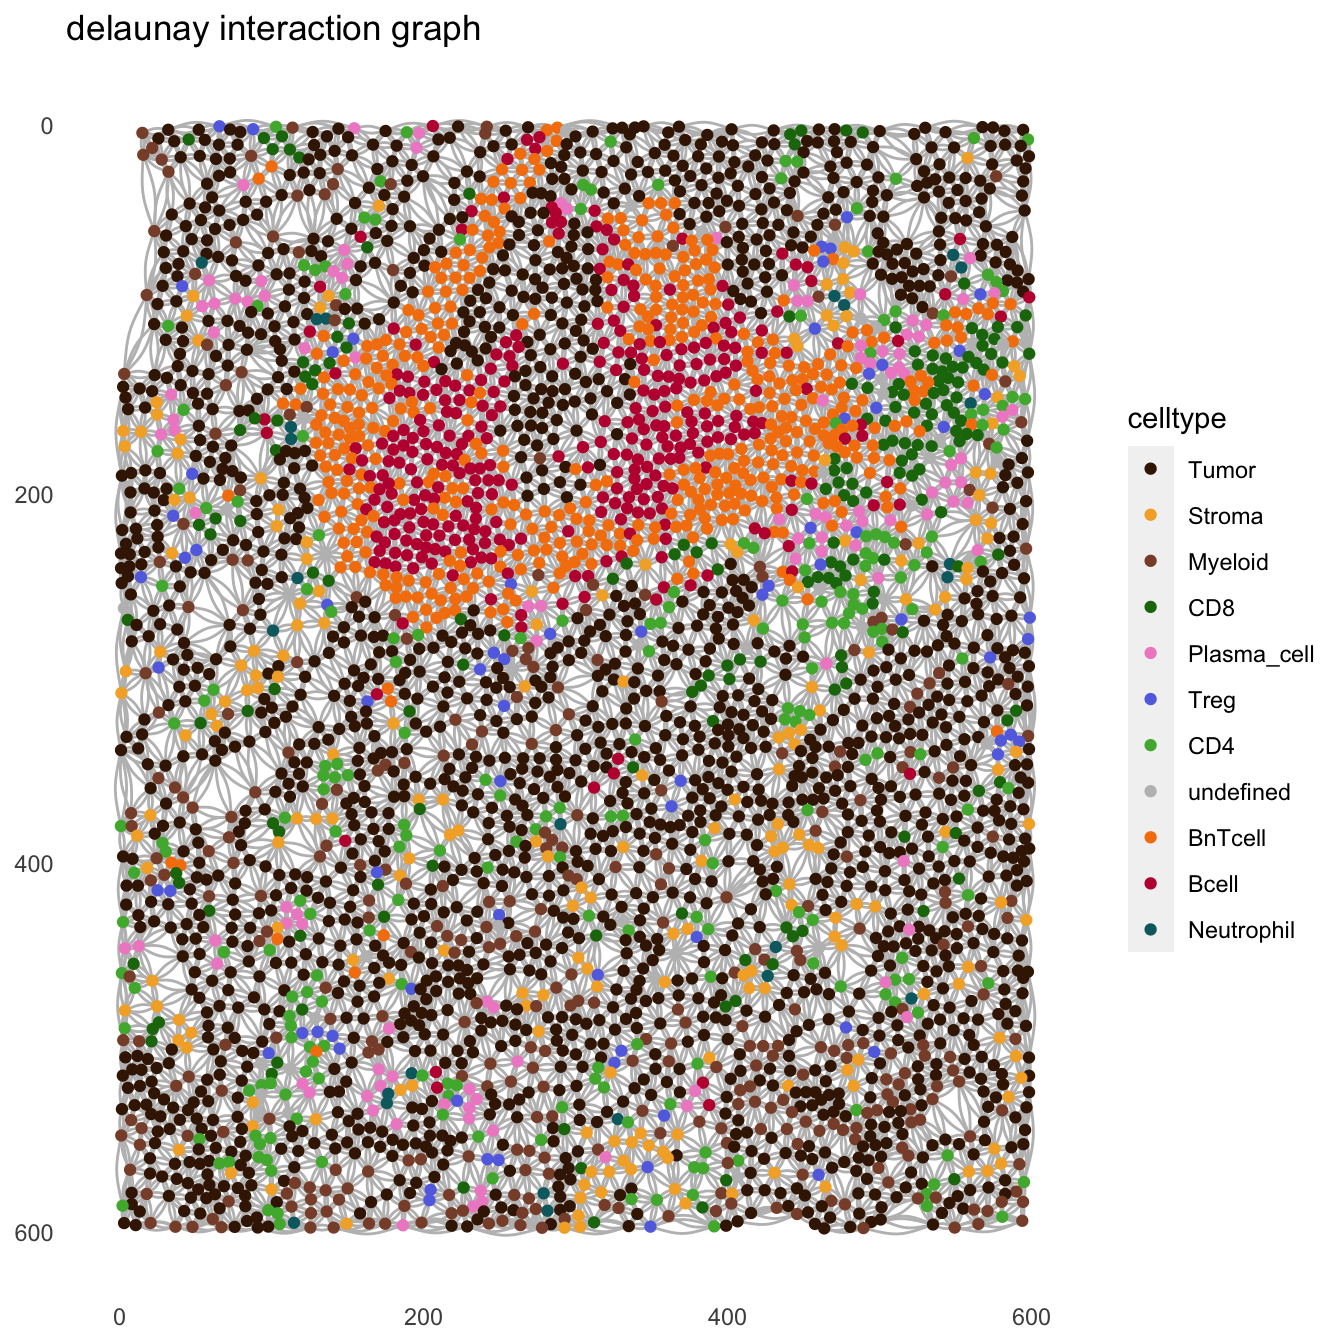 delaunay interaction graph
0
200
400
600
0
200
400
600
celltype
Tumor
Stroma
Myeloid
CD8
Plasma_cell
Treg
CD4
undefined
BnTcell
Bcell
Neutrophil